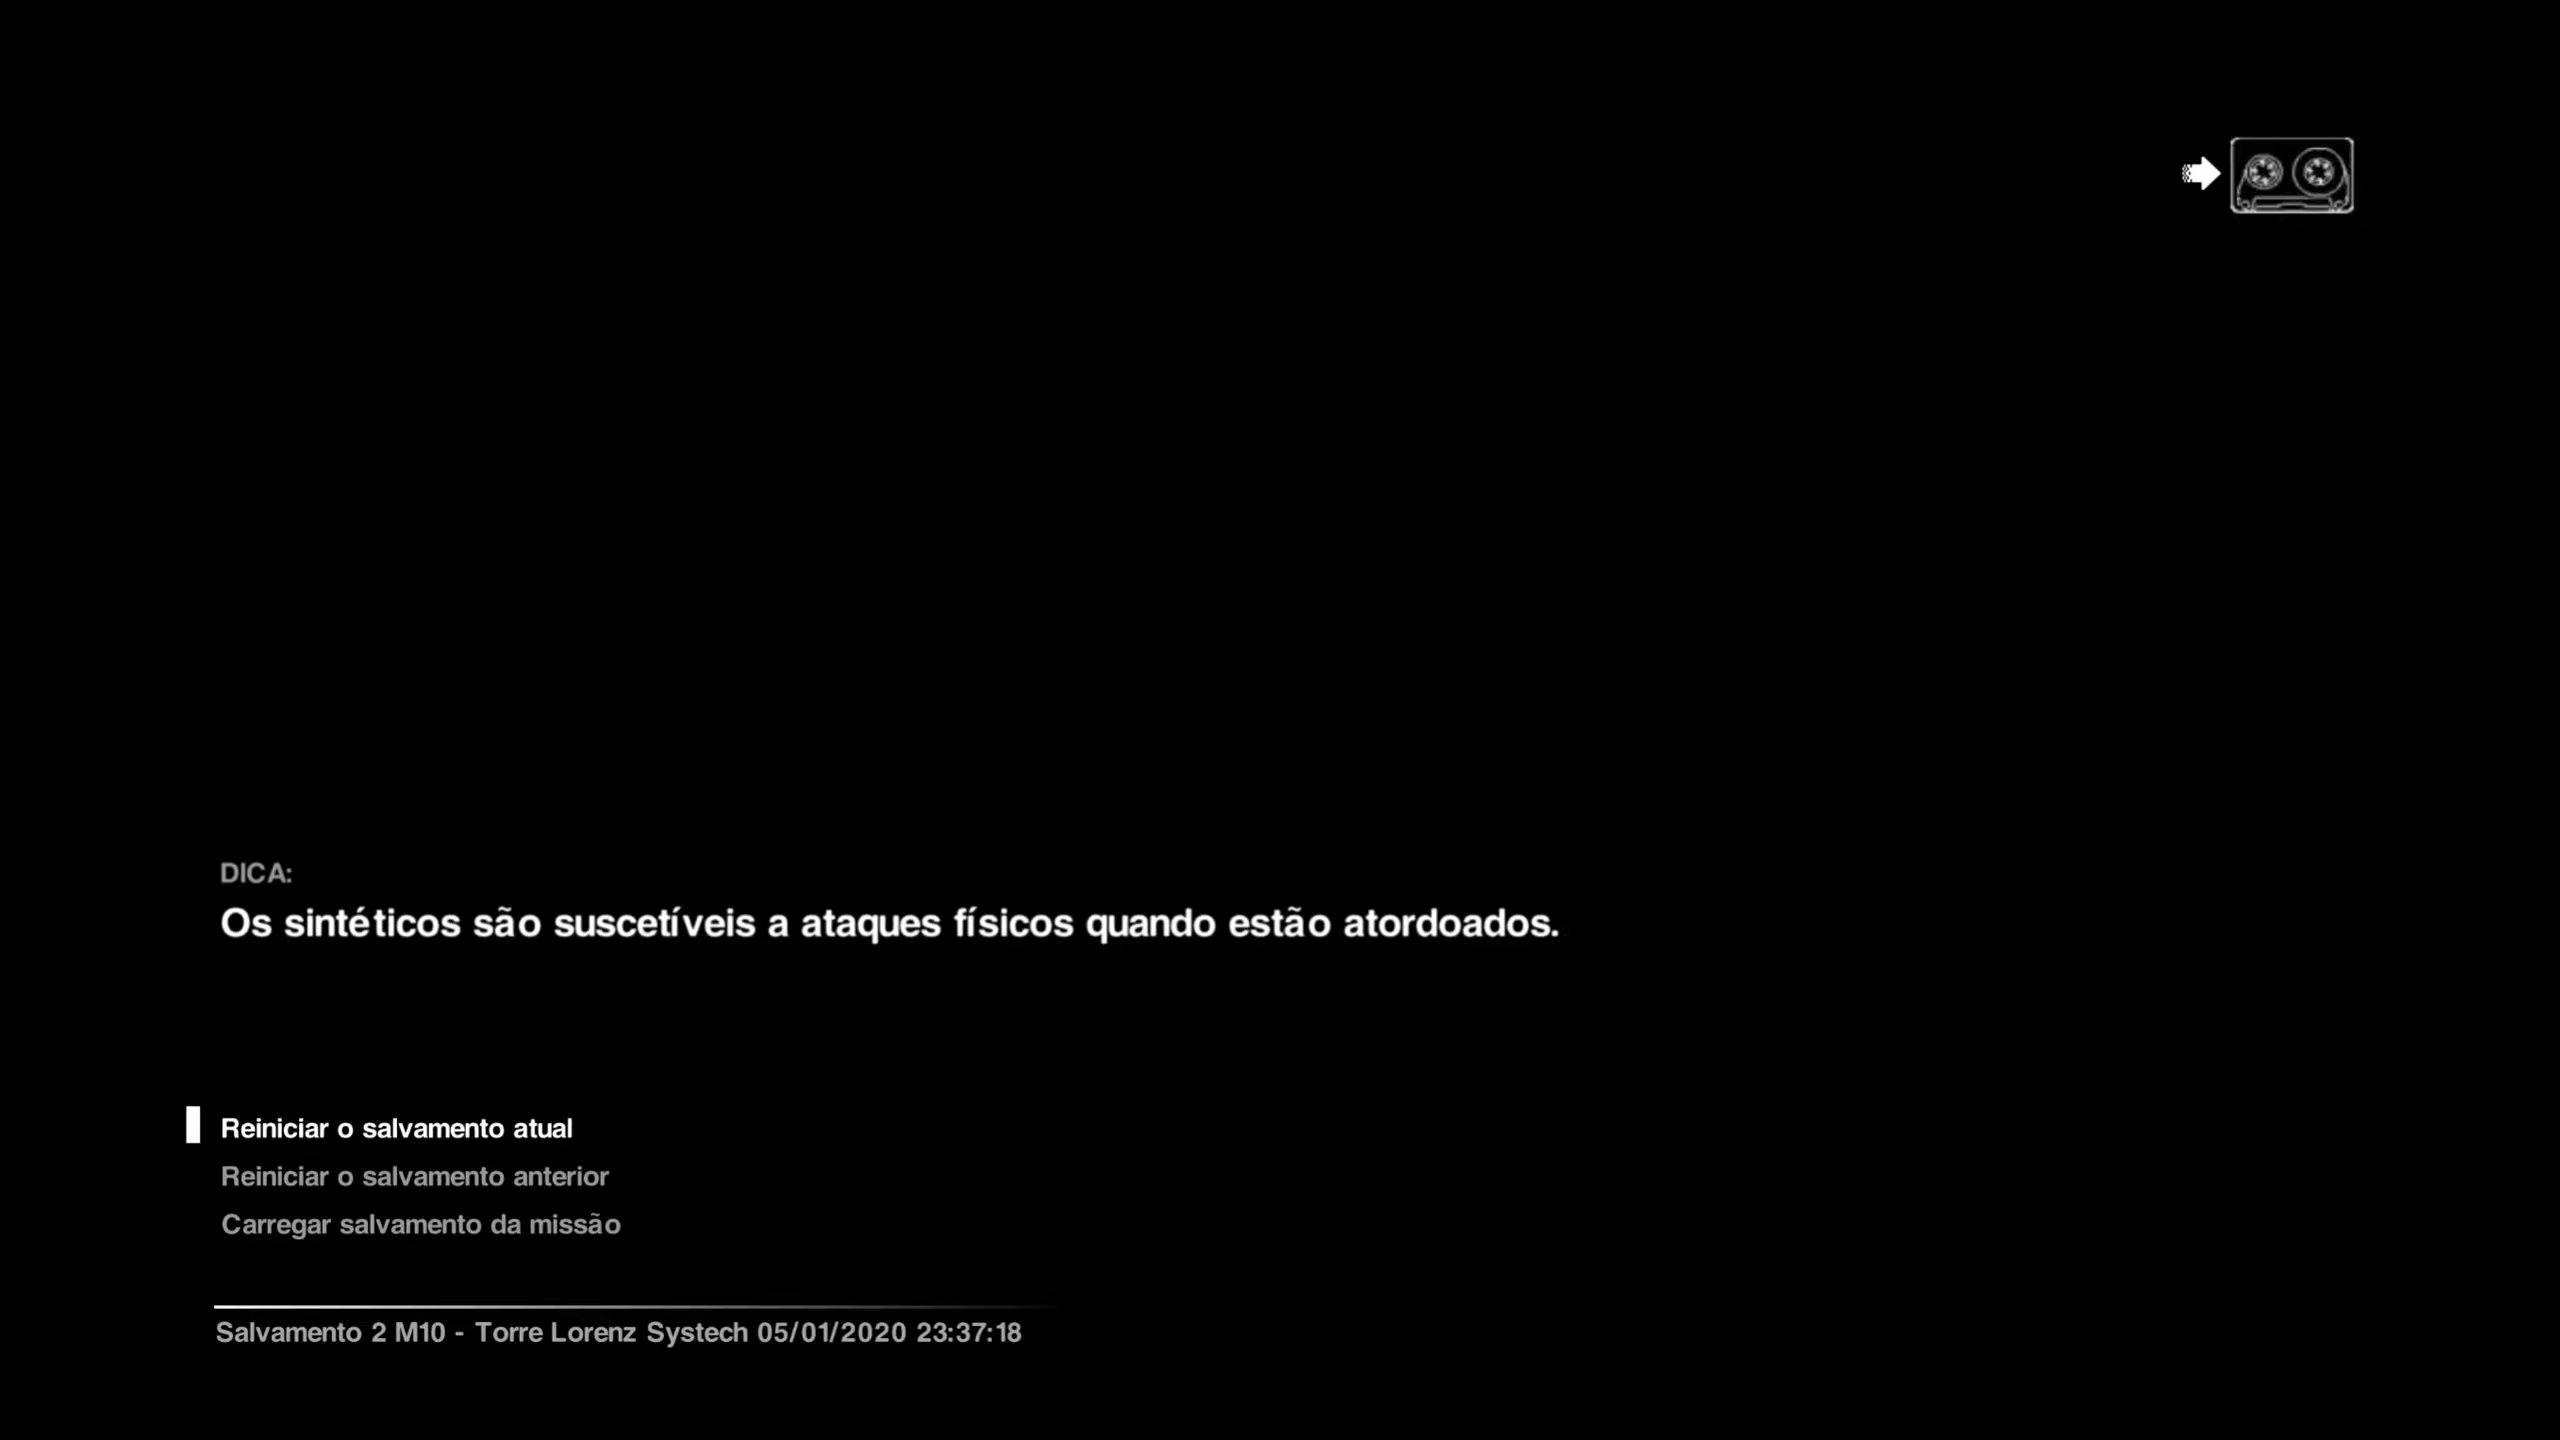 DICA:
Os sintéticos são suscetíveis a ataques físicos quando estão atordoados.
Reiniciar o salvamento atual
Reiniciar o salvamento anterior
Carregar salvamento da missão
Salvamento 2 M10 - Torre Lorenz Systech 05/01/2020 23:37:18